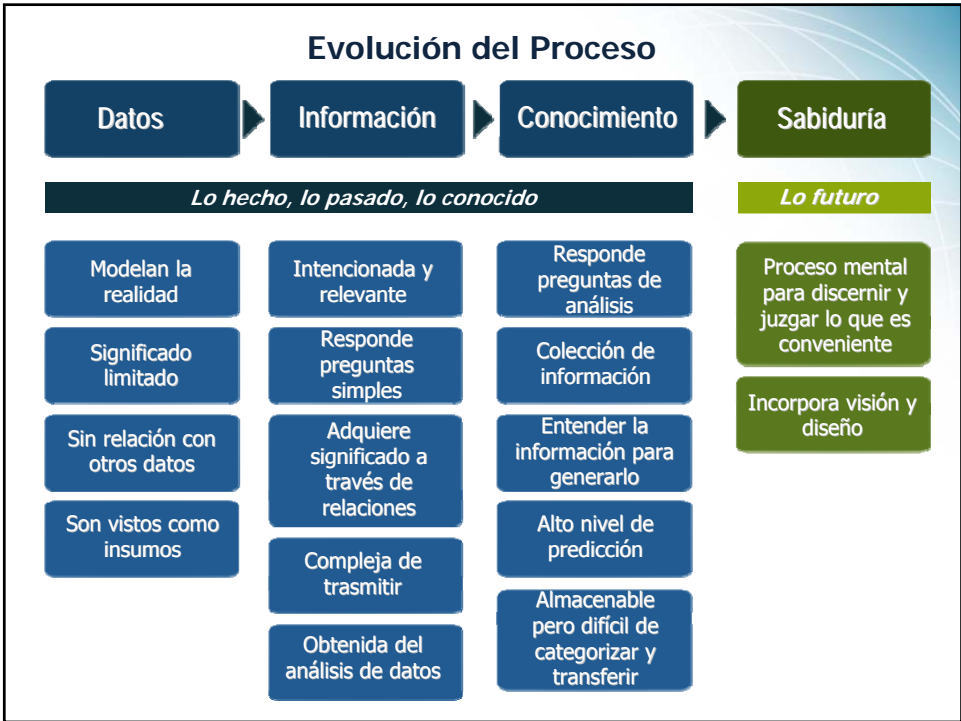 Evolución del Proceso
Datos
Información
Conocimiento
Sabiduría
Lo hecho, lo pasado, lo conocido
Lo futuro
Modelan la
realidad
Significado
limitado
Sin relación con
otros datos
Son vistos como
insumos
Intencionada y
relevante
Responde
preguntas
simples
Adquiere
significado a
través de
relaciones
Compleja de
trasmitir
Obtenida del
análisis de datos
Responde
preguntas de
análisis
Colección de
información
Entender la
información para
generarlo
Alto nivel de
predicción
Almacenable
pero difícil de
categorizar y
transferir
Proceso mental
para discernir y
juzgar lo que es
conveniente
Incorpora visión y
diseño